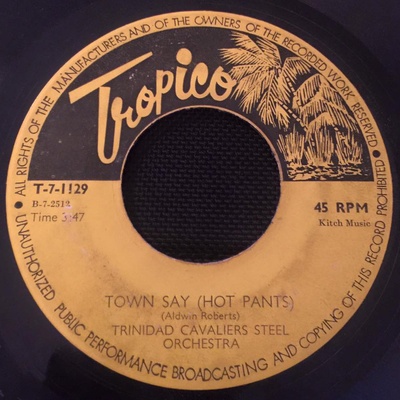 ALL RIGHTS OF THE MANUFACTURERS AND OF THE OWNERS OF THE RECORDED WORK RESERVED •
Tropico
T-7-1129
B-7-2512
Time 3:47
45 RPM
Kitch Music
TOWN SAY (HOT PANTS)
(Aldwin Roberts)
TRINIDAD CAVALIERS STEEL
ORCHESTRA
UNAUTHORIZED PUBLIC PERFORMANCE BROADCASTING AND COPYING OF THIS RECORD PROHIBITED •